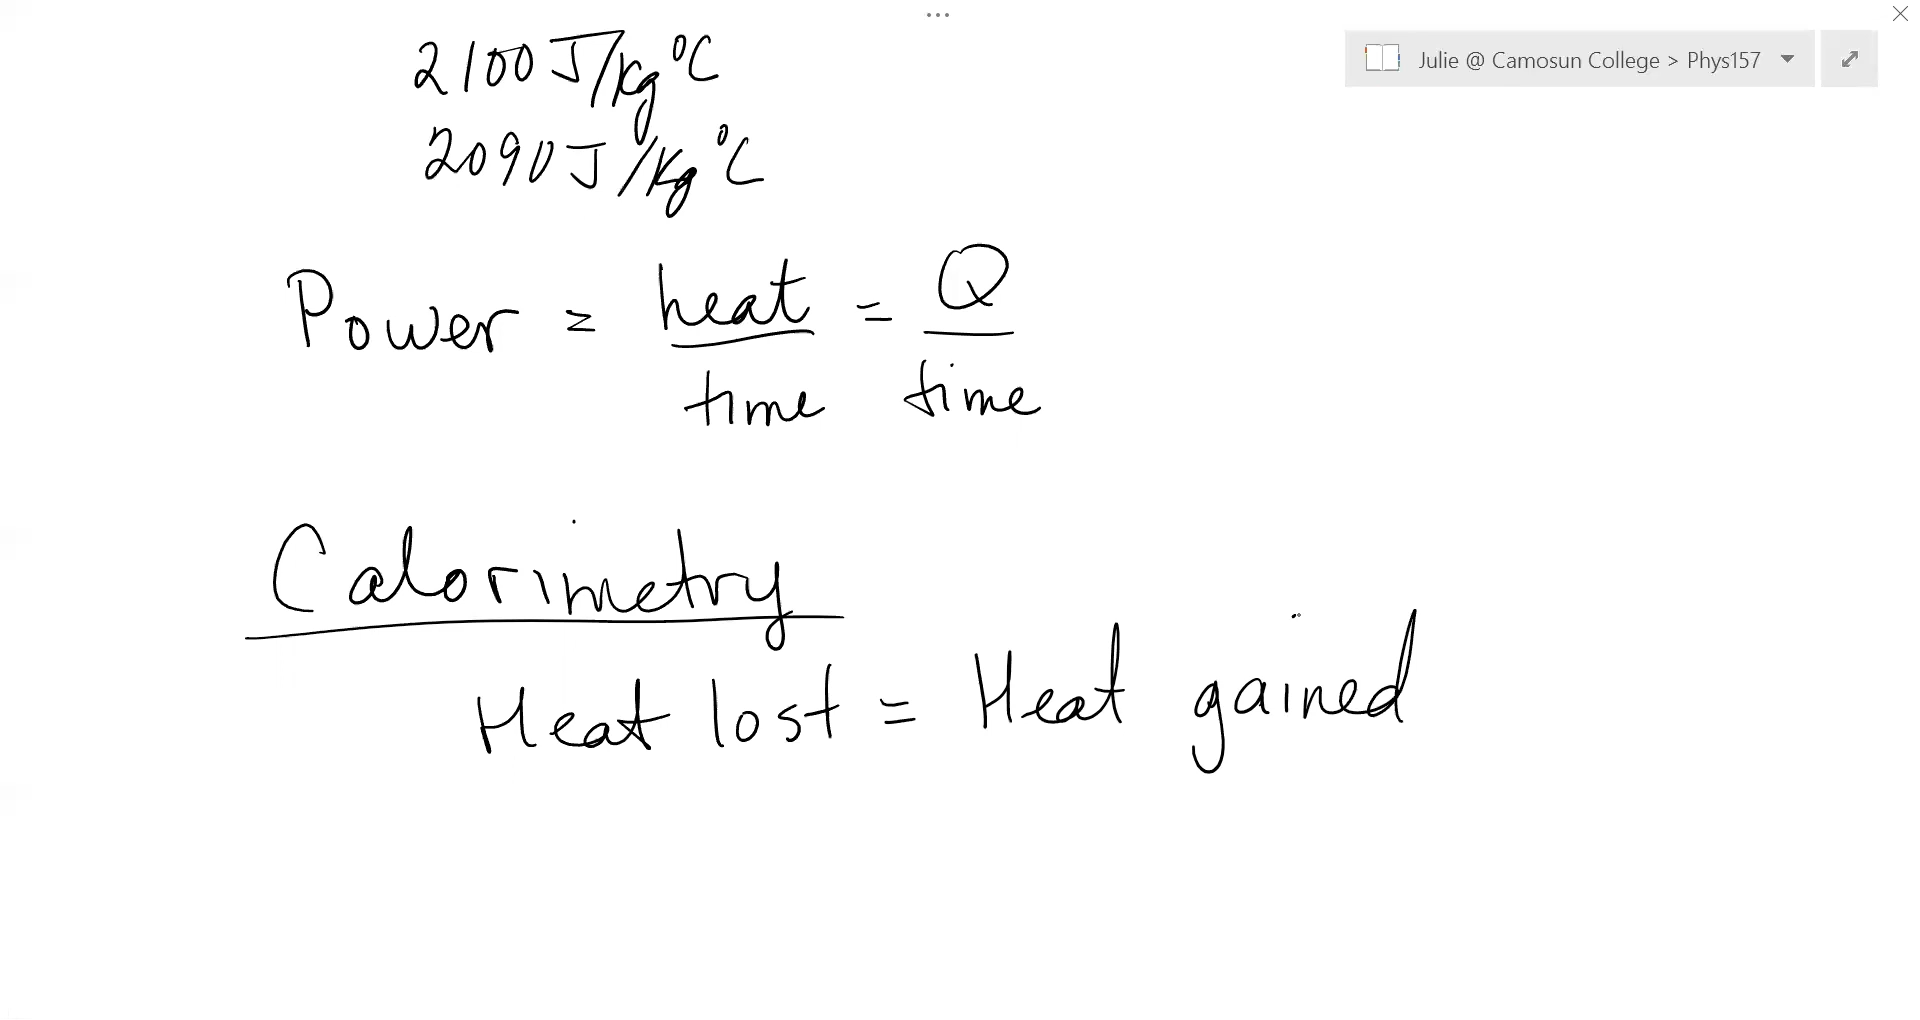 Julie @ Camosun College > Phys157
2100 J/kg°C
2090 J/kg°C
Power = heat/time = Q/time
Calorimetry
Heat lost = Heat gained